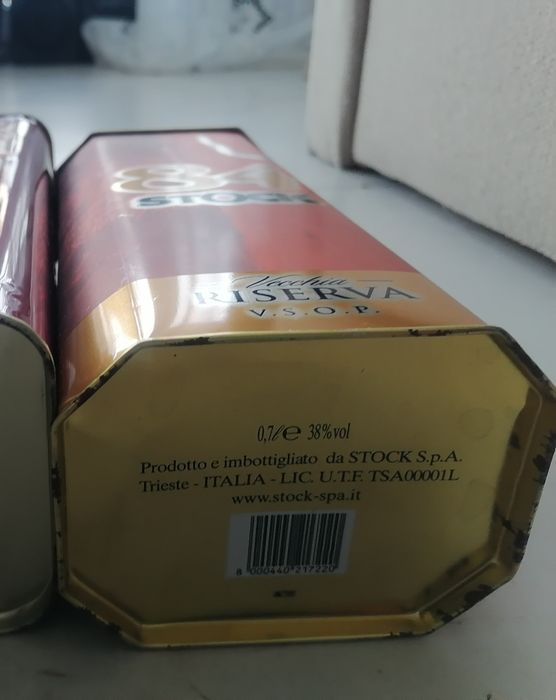 84
STOCK
Vecchia
RISERVA
V.S.O.P.
0,7ℓ e 38%vol
Prodotto e imbottigliato da STOCK S.p.A.
Trieste - ITALIA - LIC. U.T.F. TSA00001L
www.stock-spa.it
8 000440 217220